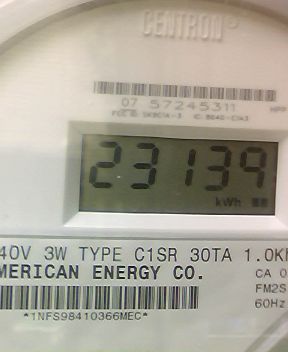 CENTRON®
07 57245311
23139
kWh
40V 3W TYPE C1SR 30TA 1.0K
MERICAN ENERGY CO.
CA 0
FM2S
60Hz
*1NFS98410366MEC*